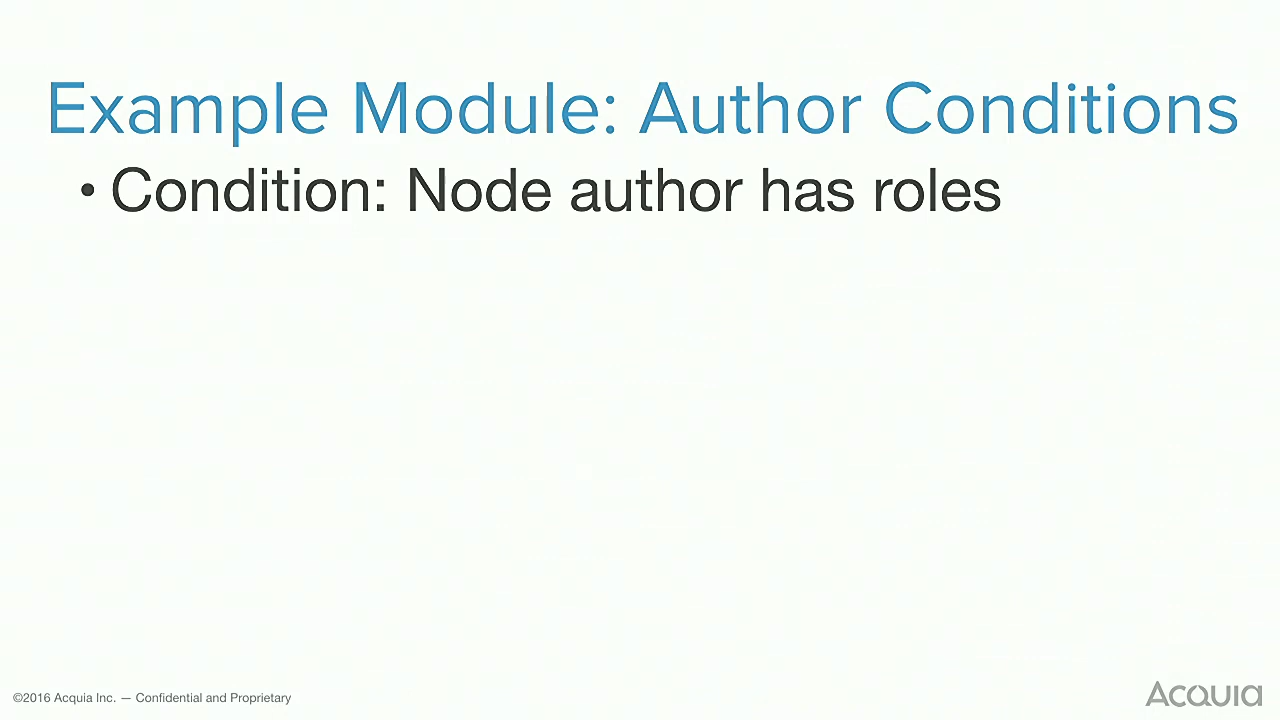 Example Module: Author Conditions
• Condition: Node author has roles
©2016 Acquia Inc. — Confidential and Proprietary
Acquia